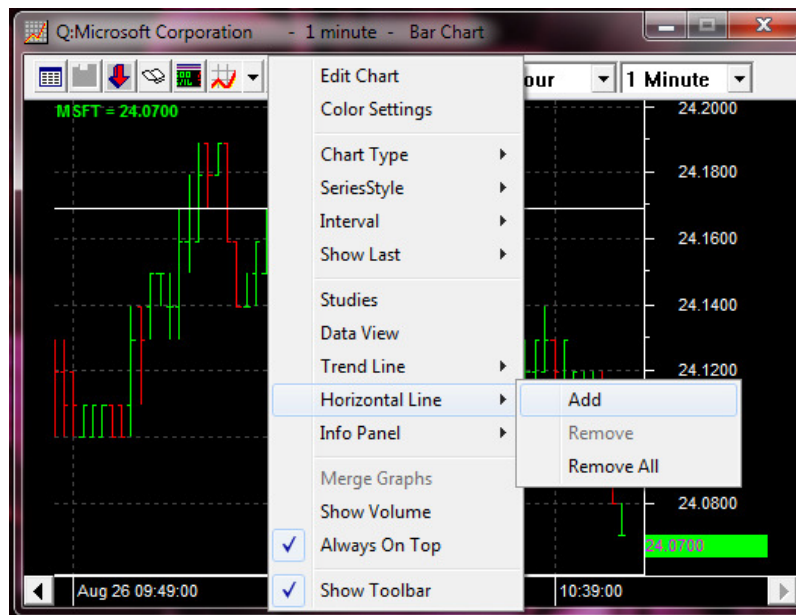 Q:Microsoft Corporation - 1 minute - Bar Chart
our 1 Minute
MSFT = 24.0700
Edit Chart
Color Settings
Chart Type
SeriesStyle
Interval
Show Last
Studies
Data View
Trend Line
Horizontal Line
Info Panel
Merge Graphs
Show Volume
Always On Top
Show Toolbar
Add
Remove
Remove All
24.2000
24.1800
24.1600
24.1400
24.1200
24.0800
24.0700
Aug 26 09:49:00
10:39:00